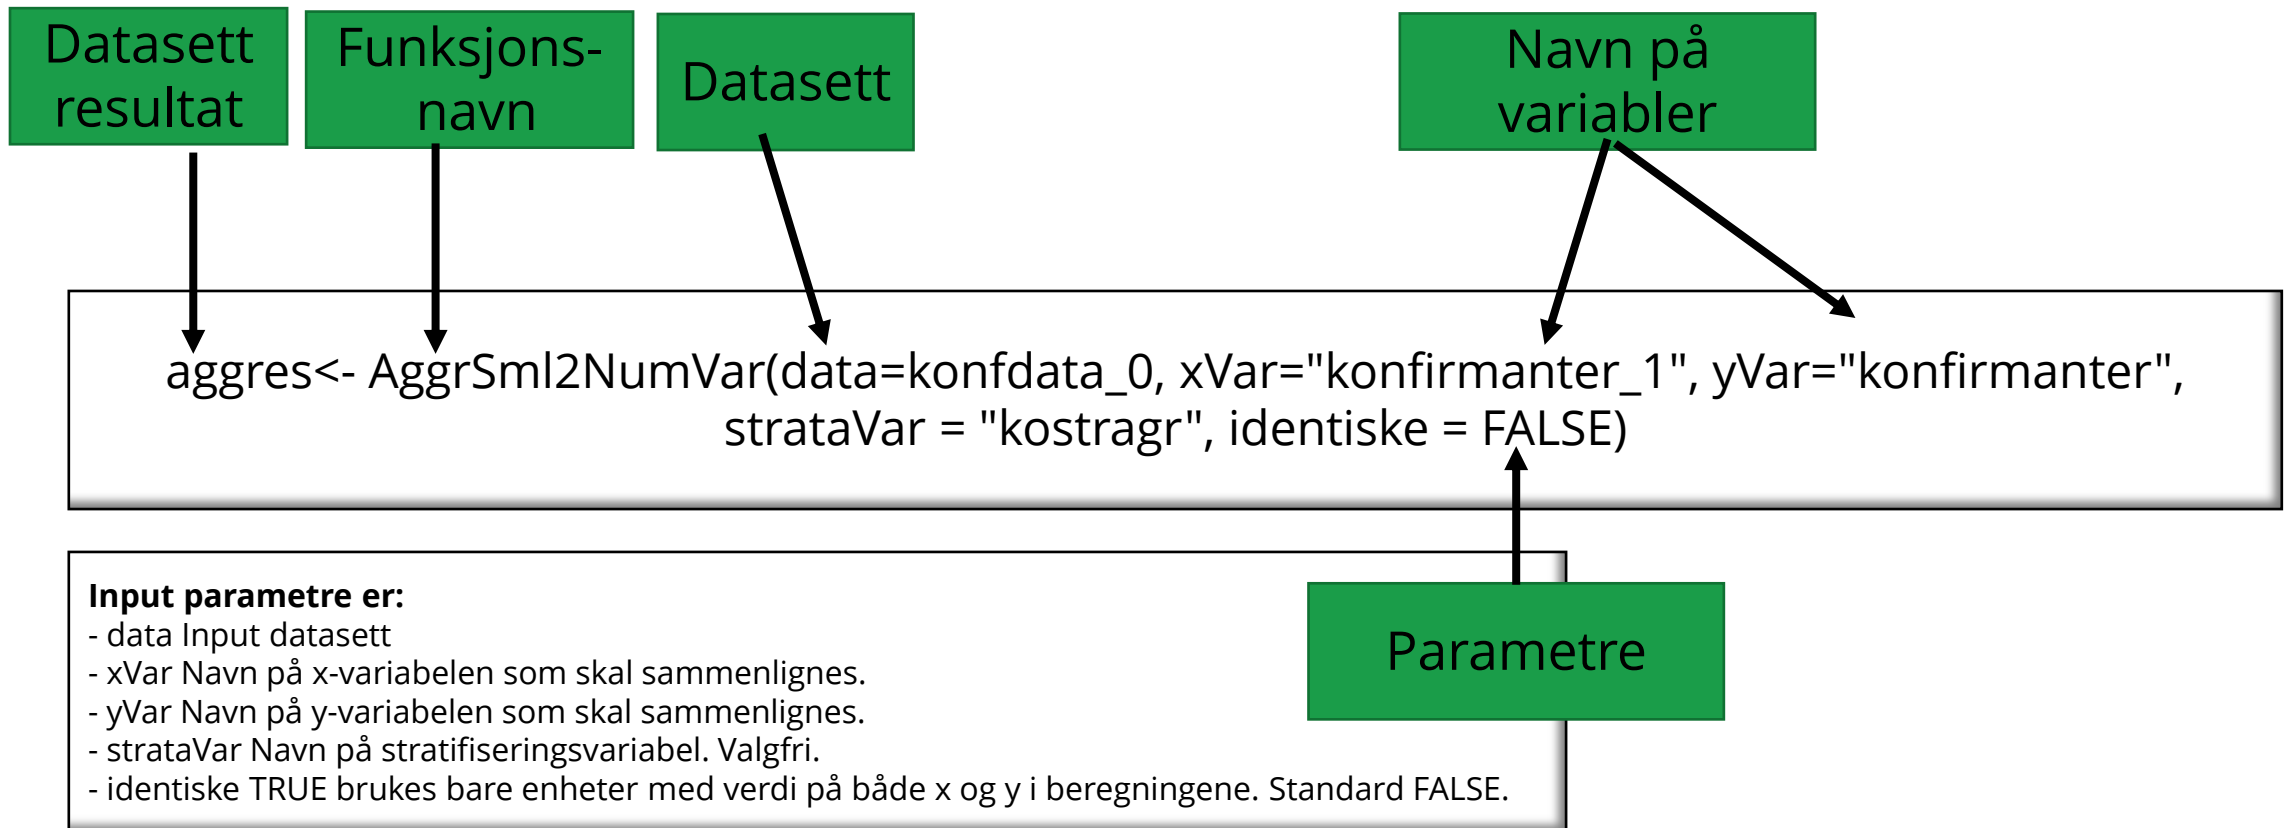 Datasett
resultat
Funksjons-
navn
Datasett
Navn på
variabler
aggres<- AggrSml2NumVar(data=konfdata_0, xVar="konfirmanter_1", yVar="konfirmanter",
strataVar = "kostragr", identiske = FALSE)
Input parametre er:
- data Input datasett
- xVar Navn på x-variabelen som skal sammenlignes.
- yVar Navn på y-variabelen som skal sammenlignes.
- strataVar Navn på stratifiseringsvariabel. Valgfri.
- identiske TRUE brukes bare enheter med verdi på både x og y i beregningene. Standard FALSE.
Parametre